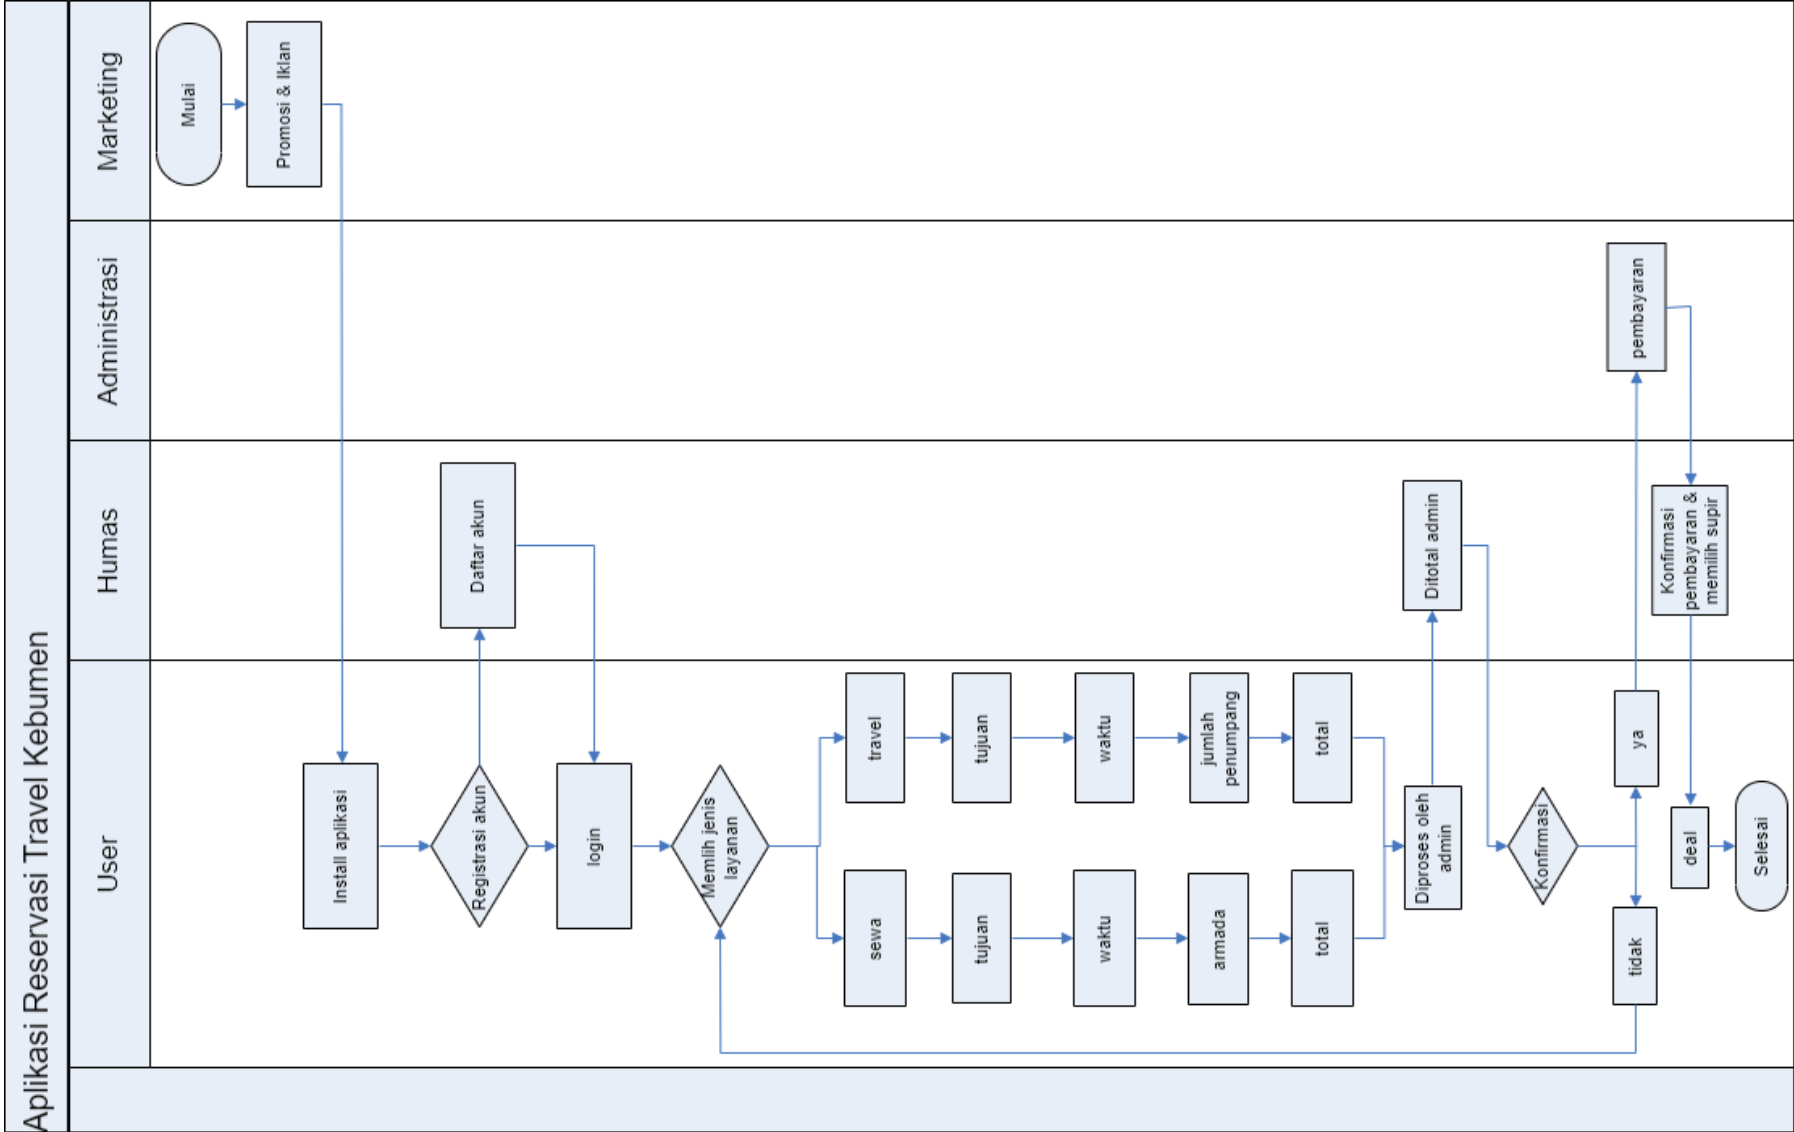 Aplikasi Reservasi Travel Kebumen
User
Humas
Administrasi
Marketing
Mulai
Promosi & Iklan
Install aplikasi
Registrasi akun
Daftar akun
login
Memlih jenis
layanan
sewa
travel
tujuan
tujuan
waktu
waktu
armada
jumlah
penumpang
total
total
Diproses oleh
admin
Ditotal admin
Konfirmasi
tidak
ya
pembayaran
Konfirmasi
pembayaran &
memilih supir
deal
Selesai